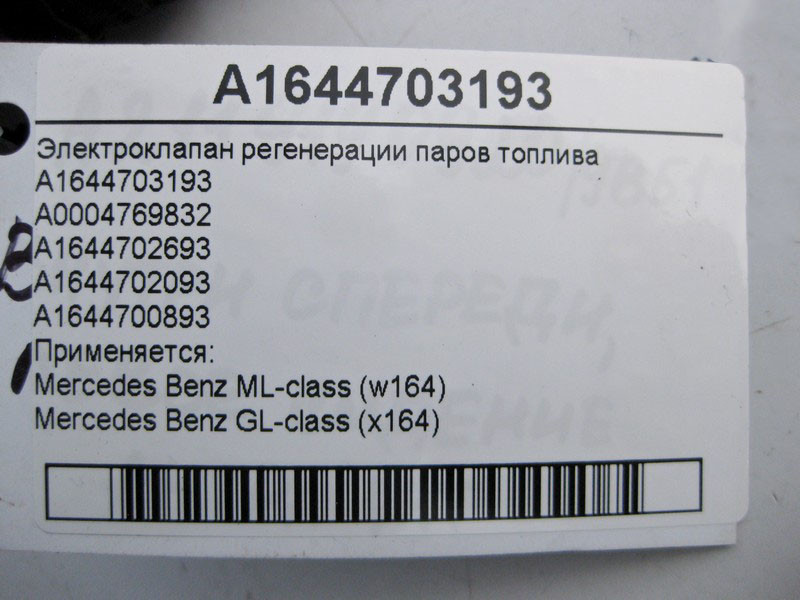 A1644703193
Электроклапан регенерации паров топлива
A1644703193
A0004769832
A1644702693
A1644702093
A1644700893
Применяется:
Mercedes Benz ML-class (w164)
Mercedes Benz GL-class (x164)
СПЕРЕДИ,